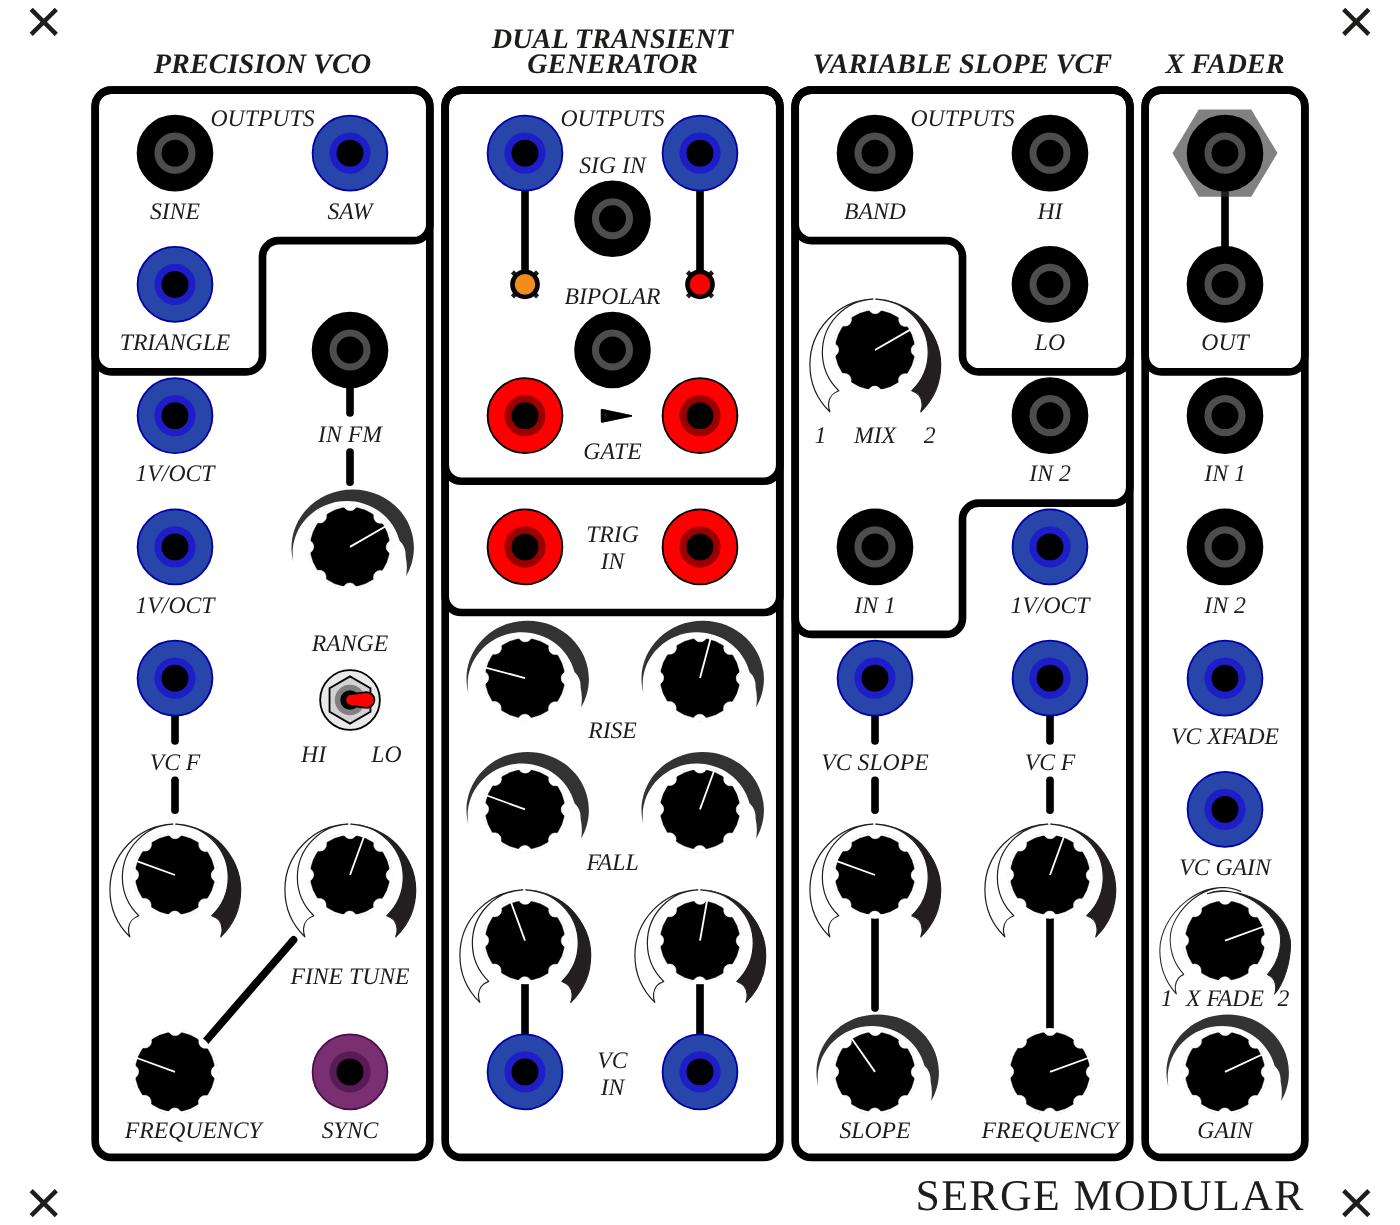 PRECISION VCO
OUTPUTS
SINE
SAW
TRIANGLE
IN FM
1V/OCT
1V/OCT
RANGE
HI
LO
VC F
FINE TUNE
FREQUENCY
SYNC
DUAL TRANSIENT
GENERATOR
OUTPUTS
SIG IN
BIPOLAR
GATE
TRIG
IN
RISE
FALL
VC
IN
VARIABLE SLOPE VCF
OUTPUTS
BAND
HI
LO
1 MIX 2
IN 2
IN 1
1V/OCT
VC SLOPE
VC F
SLOPE
FREQUENCY
X FADER
OUT
IN 1
IN 2
VC XFADE
VC GAIN
1 X FADE 2
GAIN
SERGE MODULAR